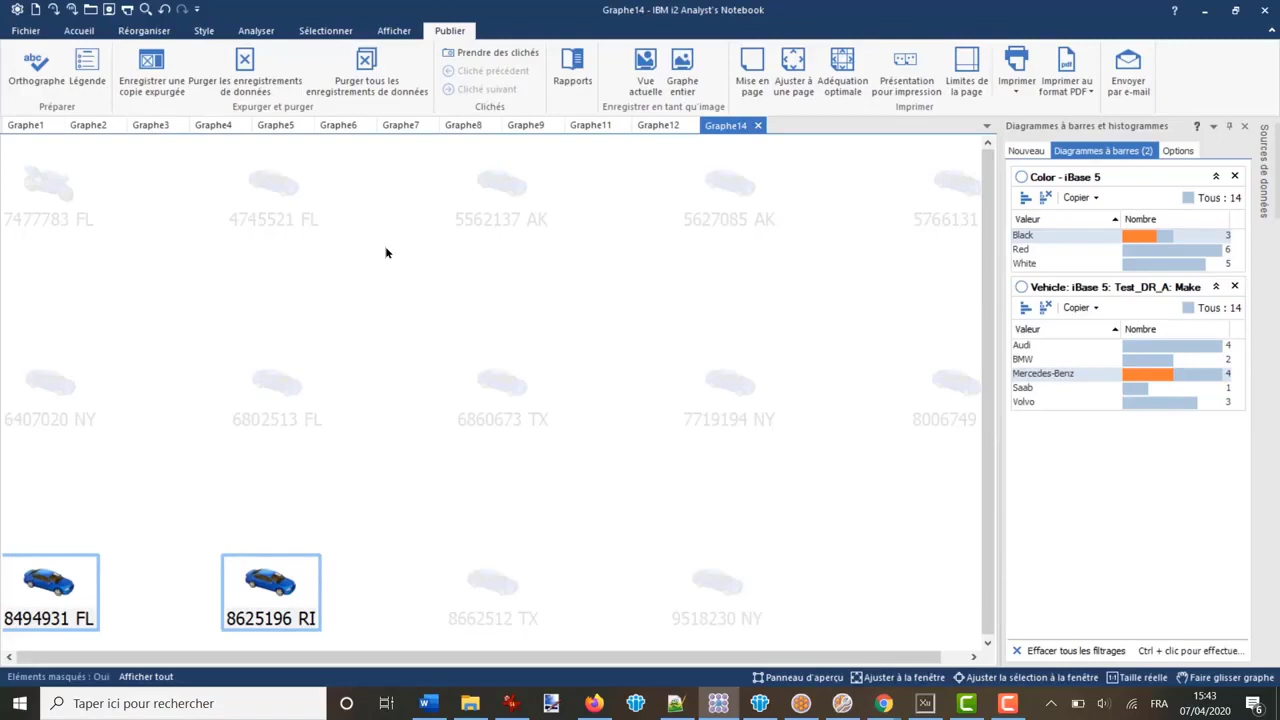 Graphe14 - IBM i2 Analyst's Notebook
Fichier Accueil Réorganiser Style Analyser Sélectionner Afficher Publier
Orthographe Légende
Préparer
Enregistrer une copie expurgée
Purger les enregistrements de données
Purger tous les enregistrements de données
Expurger et purger
Prendre des clichés
Cliché précédent
Cliché suivant
Clichés
Rapports
Vue actuelle
Graphe entier
Enregistrer en tant qu'image
Mise en page
Ajuster à une page
Adéquation optimale
Présentation pour impression
Limites de la page
Imprimer
Imprimer au format PDF
Imprimer
Envoyer par e-mail
Graphe1 Graphe2 Graphe3 Graphe4 Graphe5 Graphe6 Graphe7 Graphe8 Graphe9 Graphe11 Graphe12 Graphe14
7477783 FL 4745521 FL 5562137 AK 5627085 AK 5766131
6407020 NY 6802513 FL 6860673 TX 7719194 NY 8006749
8494931 FL 8625196 RI 8662512 TX 9518230 NY
Diagrammes à barres et histogrammes
Nouveau Diagrammes à barres (2) Options
Color - iBase 5
Copier Tous : 14
Valeur Nombre
Black 3
Red 6
White 5
Vehicle: iBase 5: Test_DR_A: Make
Copier Tous : 14
Valeur Nombre
Audi 4
BMW 2
Mercedes-Benz 4
Saab 1
Volvo 3
Effacer tous les filtrages Ctrl + clic pour effectue...
Sources de données
Eléments masqués : Oui Afficher tout
Panneau d'aperçu Ajuster à la fenêtre Ajuster la sélection à la fenêtre Taille réelle Faire glisser graphe
Taper ici pour rechercher
FRA
15:43
07/04/2020
6